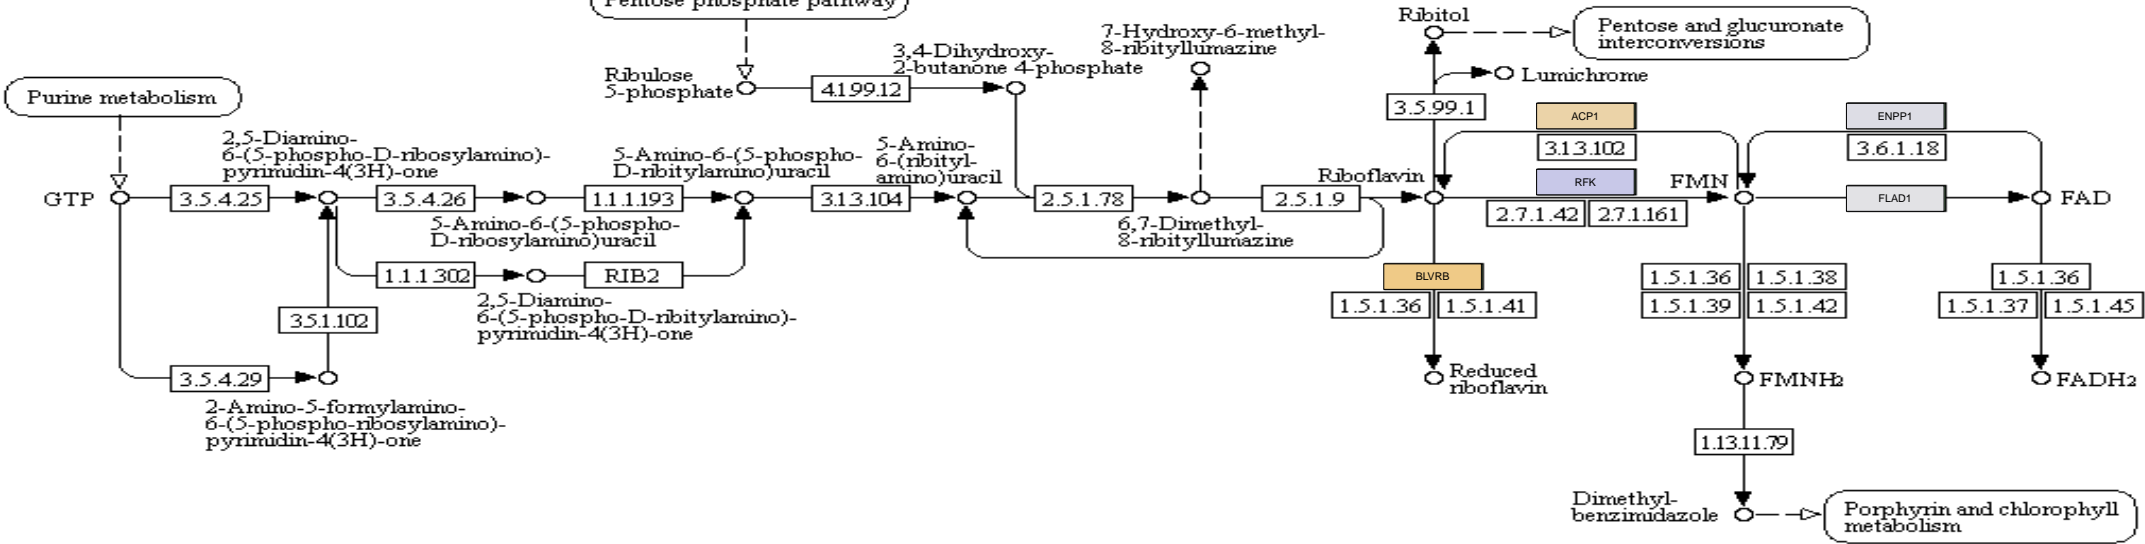 Pentose phosphate pathway
Ribitol
Pentose and glucuronate
interconversions
7-Hydroxy-6-methyl-
8-ribityllumazine
3,4-Dihydroxy-
2-butanone 4-phosphate
Ribulose
5-phosphate
4.1.99.12
Lumichrome
Purine metabolism
3.5.99.1
ACP1
ENPP1
2,5-Diamino-
6-(5-phospho-D-ribosylamino)-
pyrimidin-4(3H)-one
5-Amino-6-(5-phospho-
D-ribitylamino)uracil
5-Amino-
6-(ribityl-
amino)uracil
3.1.3.102
3.6.1.18
Riboflavin
RFK
FMN
GTP
3.5.4.25
3.5.4.26
1.1.1.193
3.1.3.104
2.5.1.78
2.5.1.9
FLAD1
FAD
2.7.1.42
2.7.1.161
5-Amino-6-(5-phospho-
D-ribosylamino)uracil
6,7-Dimethyl-
8-ribityllumazine
1.1.1.302
RIB2
BLVRB
1.5.1.36
1.5.1.38
1.5.1.36
1.5.1.36
1.5.1.41
1.5.1.39
1.5.1.42
1.5.1.37
1.5.1.45
2,5-Diamino-
6-(5-phospho-D-ribitylamino)-
pyrimidin-4(3H)-one
3.5.1.102
3.5.4.29
Reduced
riboflavin
FMNH2
FADH2
2-Amino-5-formylamino-
6-(5-phospho-ribosylamino)-
pyrimidin-4(3H)-one
1.13.11.79
Dimethyl-
benzimidazole
Porphyrin and chlorophyll
metabolism